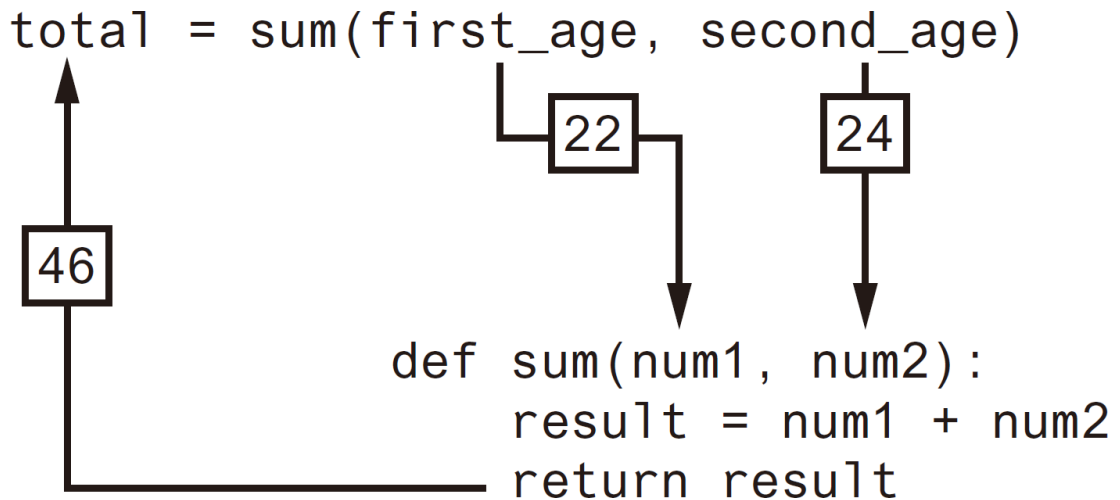 total = sum(first_age, second_age)
22
24
46
def sum(num1, num2):
    result = num1 + num2
    return result